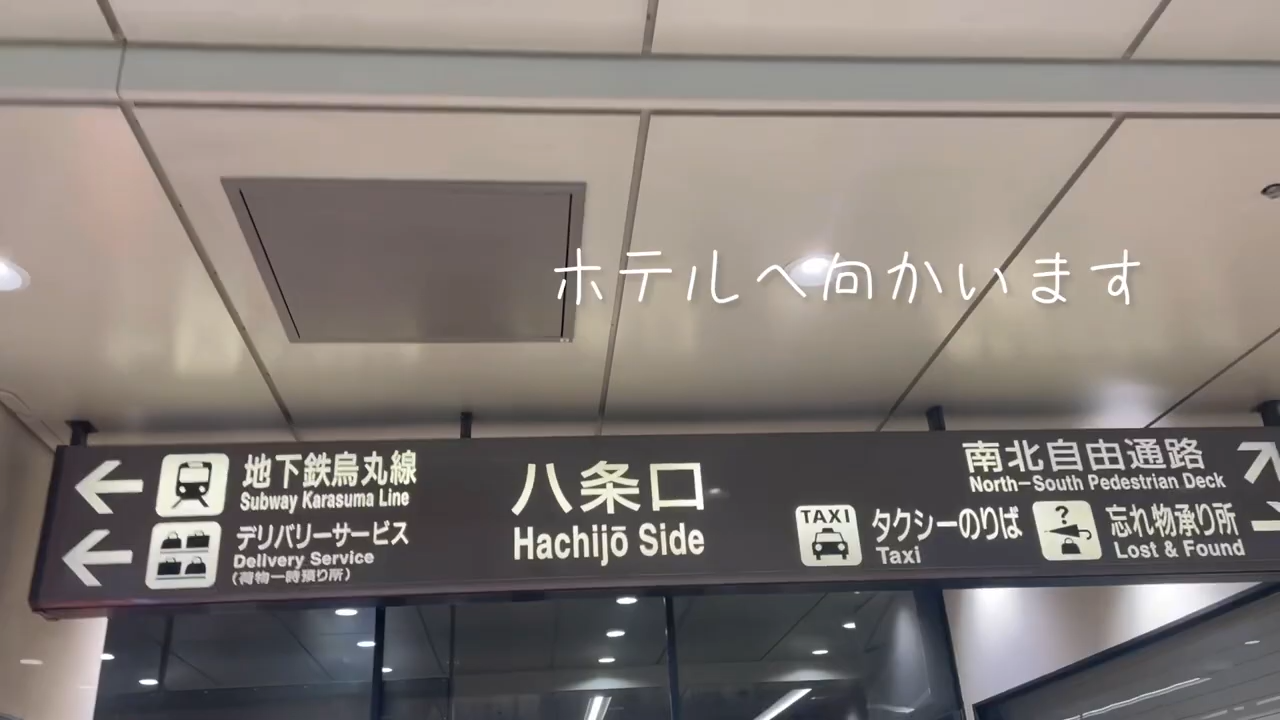 ホテルへ向かいます
地下鉄烏丸線
Subway Karasuma Line
デリバリーサービス
Delivery Service
(荷物一時預り所)
八条口
Hachijō Side
南北自由通路
North-South Pedestrian Deck
TAXI
タクシーのりば
Taxi
?
忘れ物承り所
Lost & Found